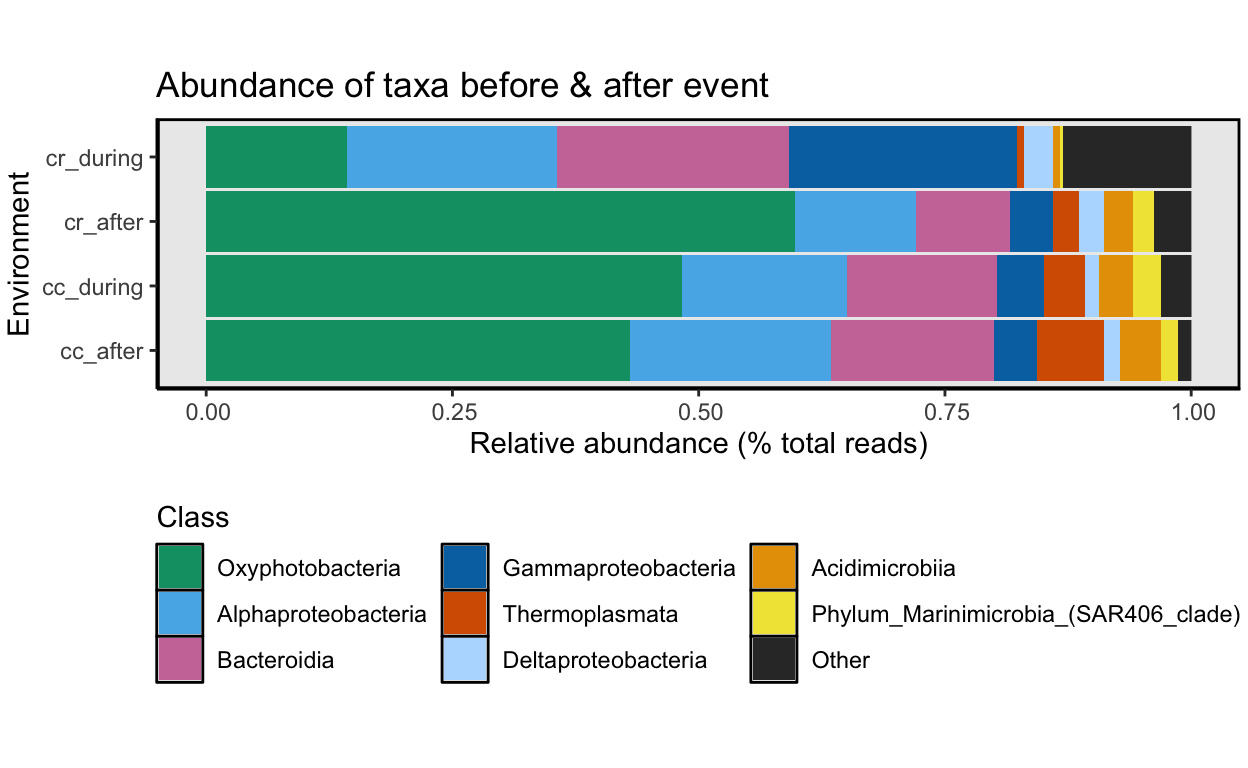 Abundance of taxa before & after event
Environment
cr_during
cr_after
cc_during
cc_after
0.00 0.25 0.50 0.75 1.00
Relative abundance (% total reads)
Class
Oxyphotobacteria Gammaproteobacteria Acidimicrobiia
Alphaproteobacteria Thermoplasmata Phylum_Marinimicrobia_(SAR406_clade)
Bacteroidia Deltaproteobacteria Other